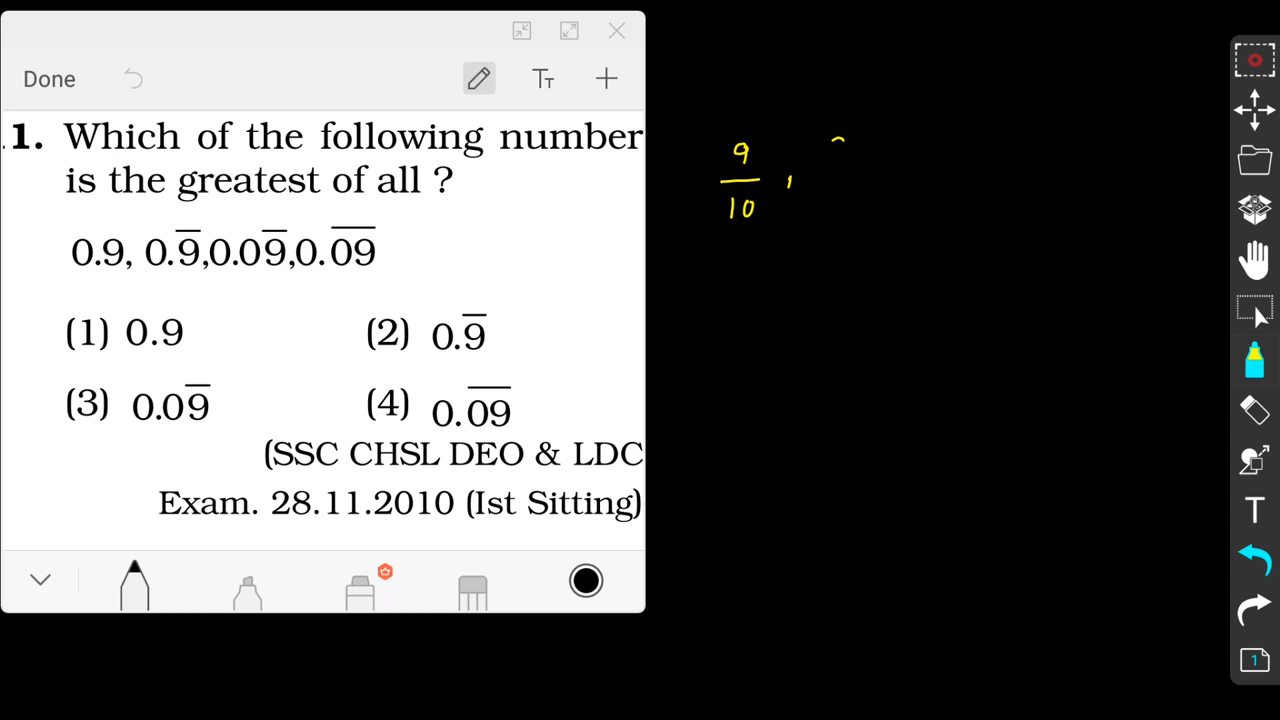 Done
.1. Which of the following number
is the greatest of all ?
0.9, 0.9̅,0.09̅,0.0̅9̅
(1) 0.9 (2) 0.9̅
(3) 0.09̅ (4) 0.0̅9̅
(SSC CHSL DEO & LDC
Exam. 28.11.2010 (Ist Sitting)
9
10 ,
T
1